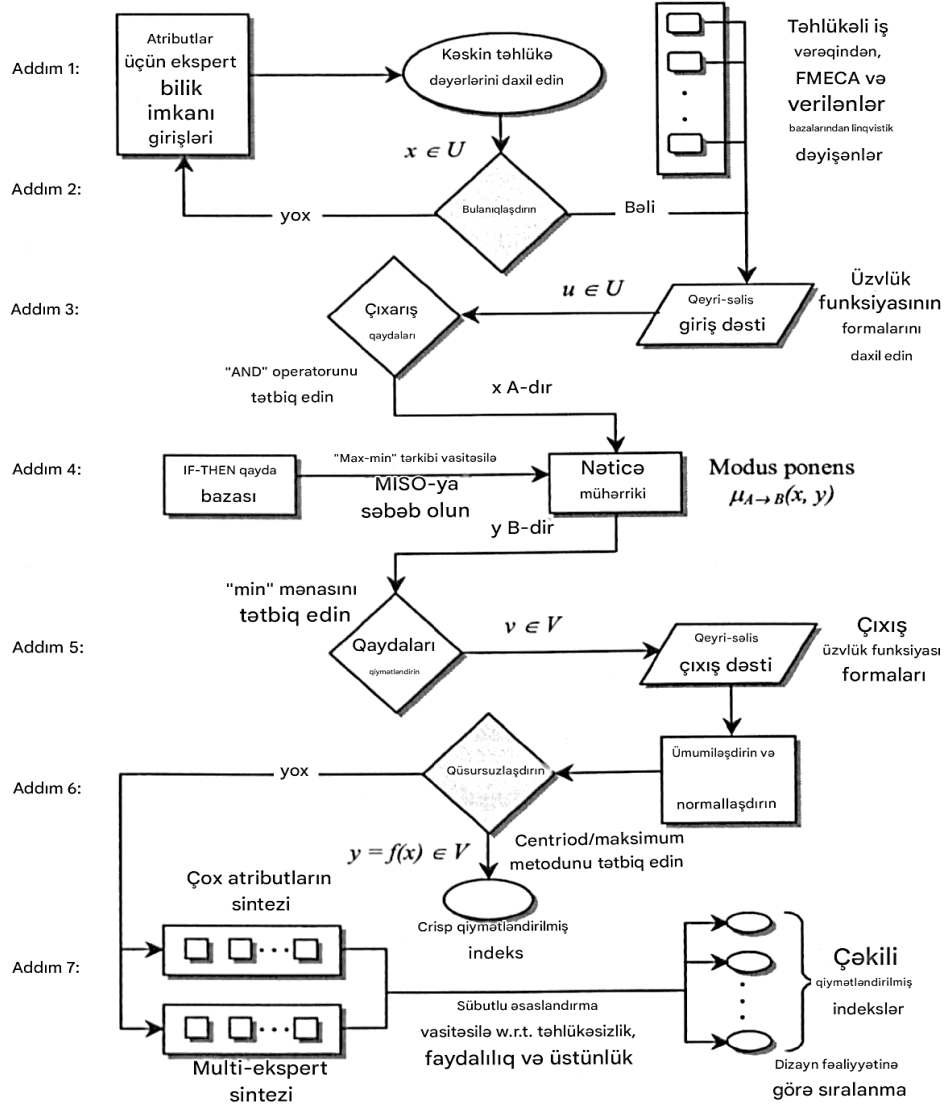 Addım 1:
Atributlar
üçün ekspert
bilik
imkanı
girişləri
Kəskin təhlükə
dəyərlərini daxil edin
Təhlükəli iş
vərəqindən,
FMECA və
verilənlər
bazalarından linqvistik
dəyişənlər
x ∈ U
Addım 2:
yox
Bulanıqlaşdırın
Bəli
Addım 3:
Çıxarış
qaydaları
u ∈ U
Qeyri-səlis
giriş dəsti
Üzvlük
funksiyasının
formalarını
daxil edin
"AND" operatorunu
tətbiq edin
x A-dır
Addım 4:
IF-THEN qayda
bazası
"Max-min" tərkibi vasitəsilə
MISO-ya
səbəb olun
Nəticə
mühərriki
Modus ponens
μA→B(x, y)
y B-dir
"min" mənasını
tətbiq edin
Addım 5:
Qaydaları
qiymətləndirin
v ∈ V
Qeyri-səlis
çıxış dəsti
Çıxış
üzvlük funksiyası
formaları
Addım 6:
yox
Qüsursuzlaşdırın
Ümumiləşdirin və
normallaşdırın
y = f(x) ∈ V
Centriod/maksimum
metodunu tətbiq edin
Crisp qiymətləndirilmiş
indeks
Addım 7:
Çox atributların
sintezi
Multi-ekspert
sintezi
Sübutlu əsaslandırma
vasitəsilə w.r.t. təhlükəsizlik,
faydalılıq və üstünlük
Çəkili
qiymətləndirilmiş
indekslər
Dizayn fəaliyyətinə
görə sıralanma